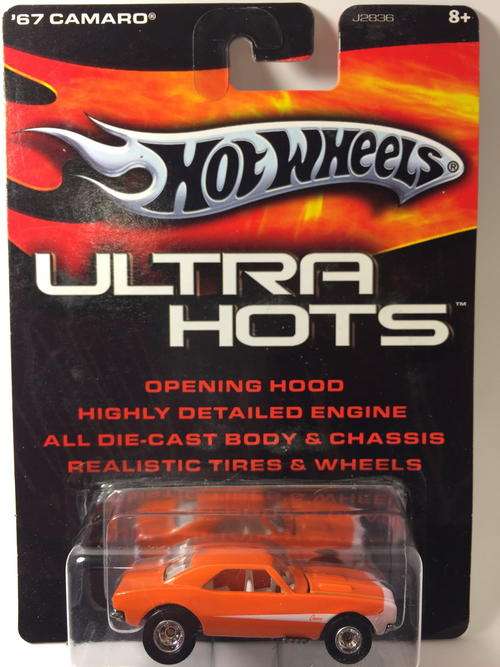 '67 CAMARO®
J2836
8+
HOT WHEELS®
ULTRA
HOTS™
OPENING HOOD
HIGHLY DETAILED ENGINE
ALL DIE-CAST BODY & CHASSIS
REALISTIC TIRES & WHEELS